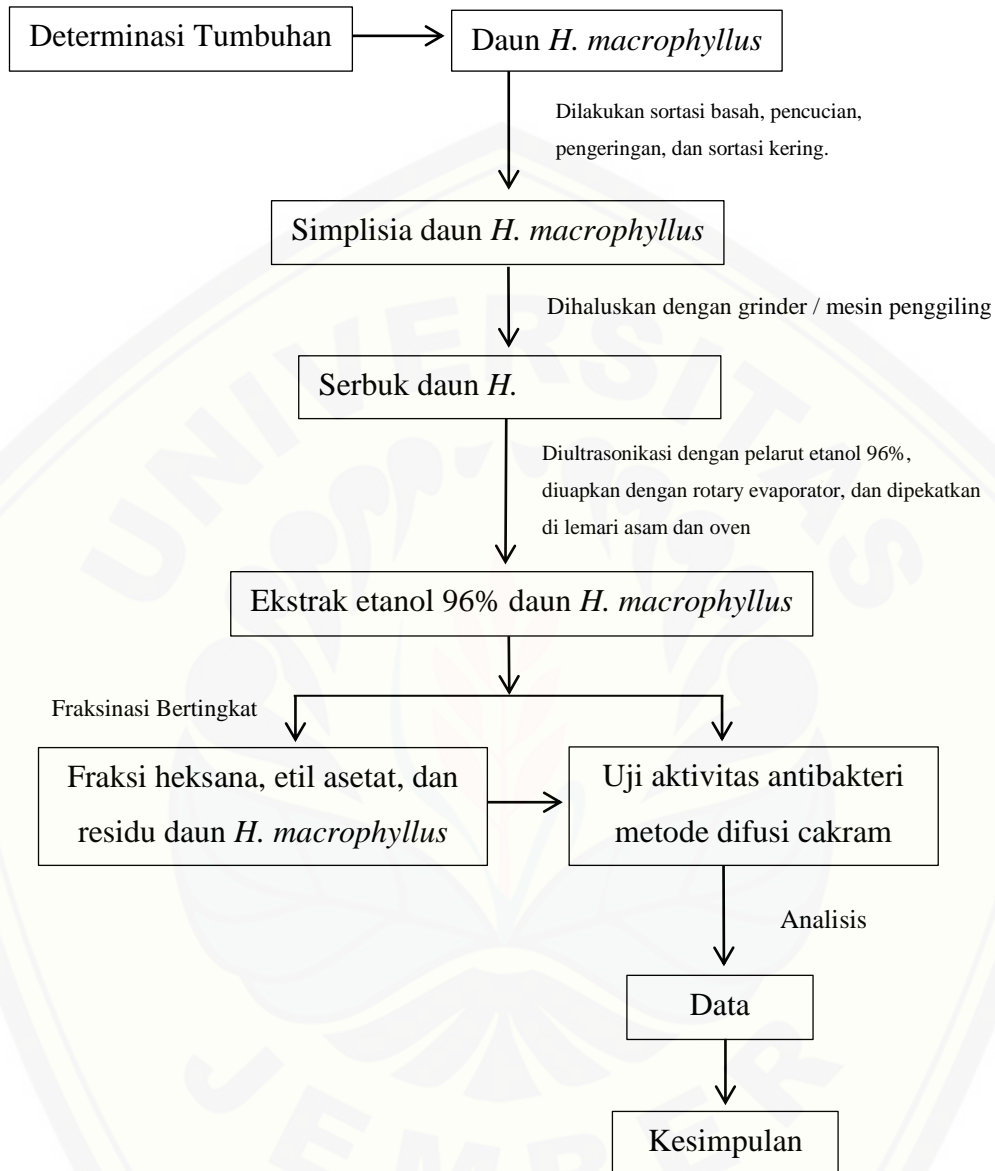 Determinasi Tumbuhan
Daun H. macrophyllus
Dilakukan sortasi basah, pencucian,
pengeringan, dan sortasi kering.
Simplisia daun H. macrophyllus
Dihaluskan dengan grinder / mesin penggiling
Serbuk daun H.
Diultrasonikasi dengan pelarut etanol 96%,
diuapkan dengan rotary evaporator, dan dipekatkan
di lemari asam dan oven
Ekstrak etanol 96% daun H. macrophyllus
Fraksinasi Bertingkat
Fraksi heksana, etil asetat, dan
residu daun H. macrophyllus
Uji aktivitas antibakteri
metode difusi cakram
Analisis
Data
Kesimpulan
UNIVERSITAS
JEMBER